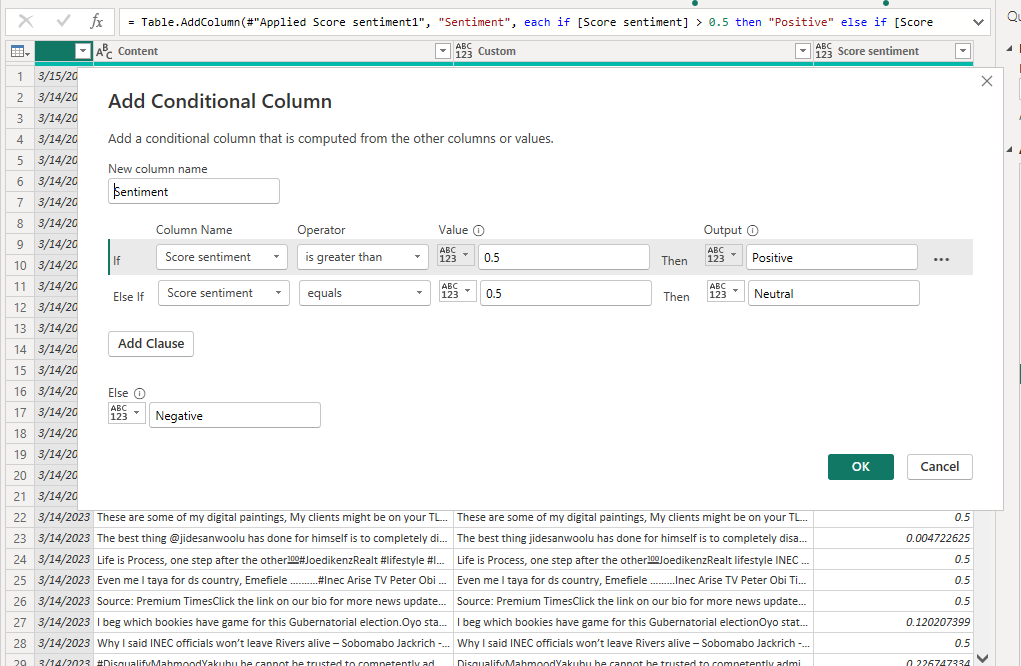 fx = Table.AddColumn(#"Applied Score sentiment1", "Sentiment", each if [Score sentiment] > 0.5 then "Positive" else if [Score
ABC Content ABC 123 Custom ABC 123 Score sentiment
1 3/15/20
2 3/14/20
3 3/14/20
4 3/14/20
5 3/14/20
6 3/14/20
7 3/14/20
8 3/14/20
9 3/14/20
10 3/14/20
11 3/14/20
12 3/14/20
13 3/14/20
14 3/14/20
15 3/14/20
16 3/14/20
17 3/14/20
18 3/14/20
19 3/14/20
20 3/14/20
21 3/14/20
Add Conditional Column
Add a conditional column that is computed from the other columns or values.
New column name
Sentiment
Column Name Operator Value Output
If Score sentiment is greater than ABC 123 0.5 Then ABC 123 Positive ...
Else If Score sentiment equals ABC 123 0.5 Then ABC 123 Neutral
Add Clause
Else
ABC 123 Negative
OK Cancel
22 3/14/2023 These are some of my digital paintings, My clients might be on your TL... These are some of my digital paintings, My clients might be on your TL... 0.5
23 3/14/2023 The best thing @jidesanwoolu has done for himself is to completely di... The best thing jidesanwoolu has done for himself is to completely disa... 0.004722625
24 3/14/2023 Life is Process, one step after the other💯#JoedikenzRealt #lifestyle #I... Life is Process, one step after the other💯JoedikenzRealt lifestyle INEC ... 0.5
25 3/14/2023 Even me I taya for ds country, Emefiele ..........#Inec Arise TV Peter Obi ... Even me I taya for ds country, Emefiele ..........Inec Arise TV Peter Obi Ti... 0.5
26 3/14/2023 Source: Premium TimesClick the link on our bio for more news update... Source: Premium TimesClick the link on our bio for more news update... 0.5
27 3/14/2023 I beg which bookies have game for this Gubernatorial election.Oyo sta... I beg which bookies have game for this Gubernatorial electionOyo stat... 0.120207399
28 3/14/2023 Why I said INEC officials won't leave Rivers alive – Sobomabo Jackrich -... Why I said INEC officials won't leave Rivers alive – Sobomabo Jackrich -... 0.5
29 3/14/2023 #DisqualifyMahmoodYakubu he cannot be trusted to competently ad... DisqualifyMahmoodYakubu he cannot be trusted to competently admi... 0.226747334